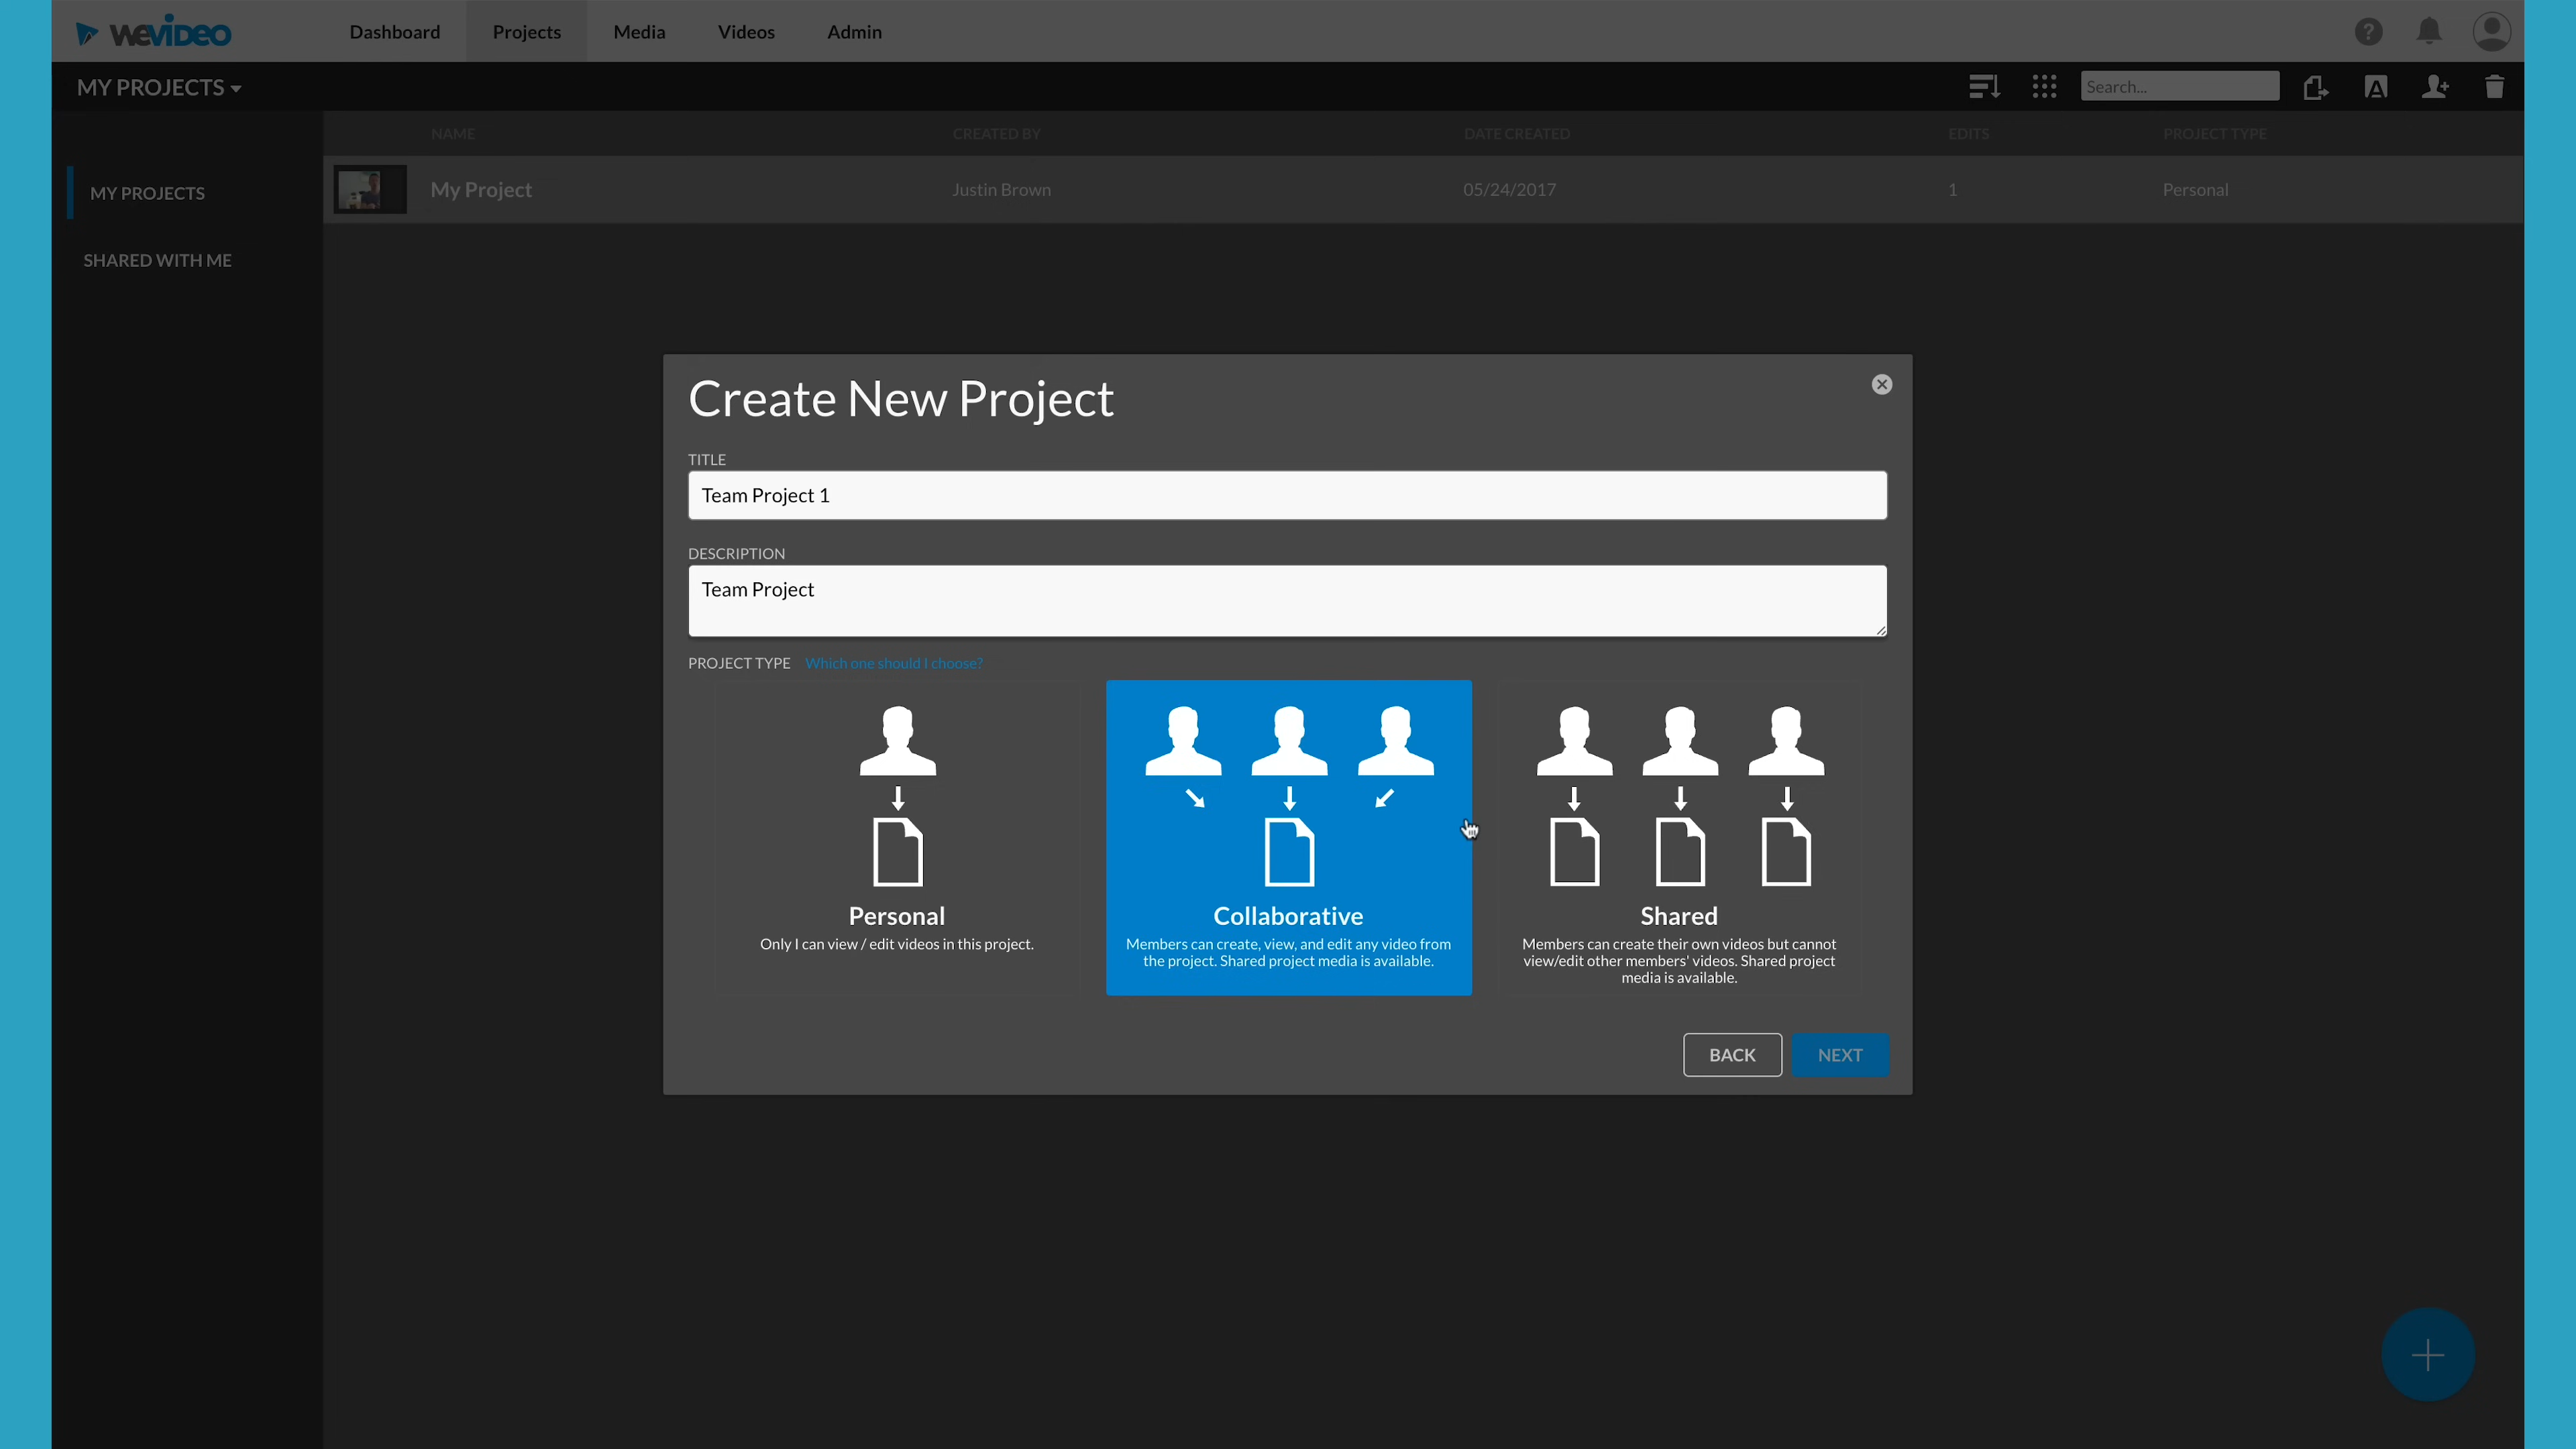 wevideo
Dashboard
Projects
Media
Videos
Admin
?
MY PROJECTS
Search...
A
NAME
CREATED BY
DATE CREATED
EDITS
PROJECT TYPE
MY PROJECTS
My Project
Justin Brown
05/24/2017
1
Personal
SHARED WITH ME
Create New Project
TITLE
Team Project 1
DESCRIPTION
Team Project
PROJECT TYPE Which one should I choose?
Personal
Only I can view / edit videos in this project.
Collaborative
Members can create, view, and edit any video from
the project. Shared project media is available.
Shared
Members can create their own videos but cannot
view/edit other members' videos. Shared project
media is available.
BACK
NEXT